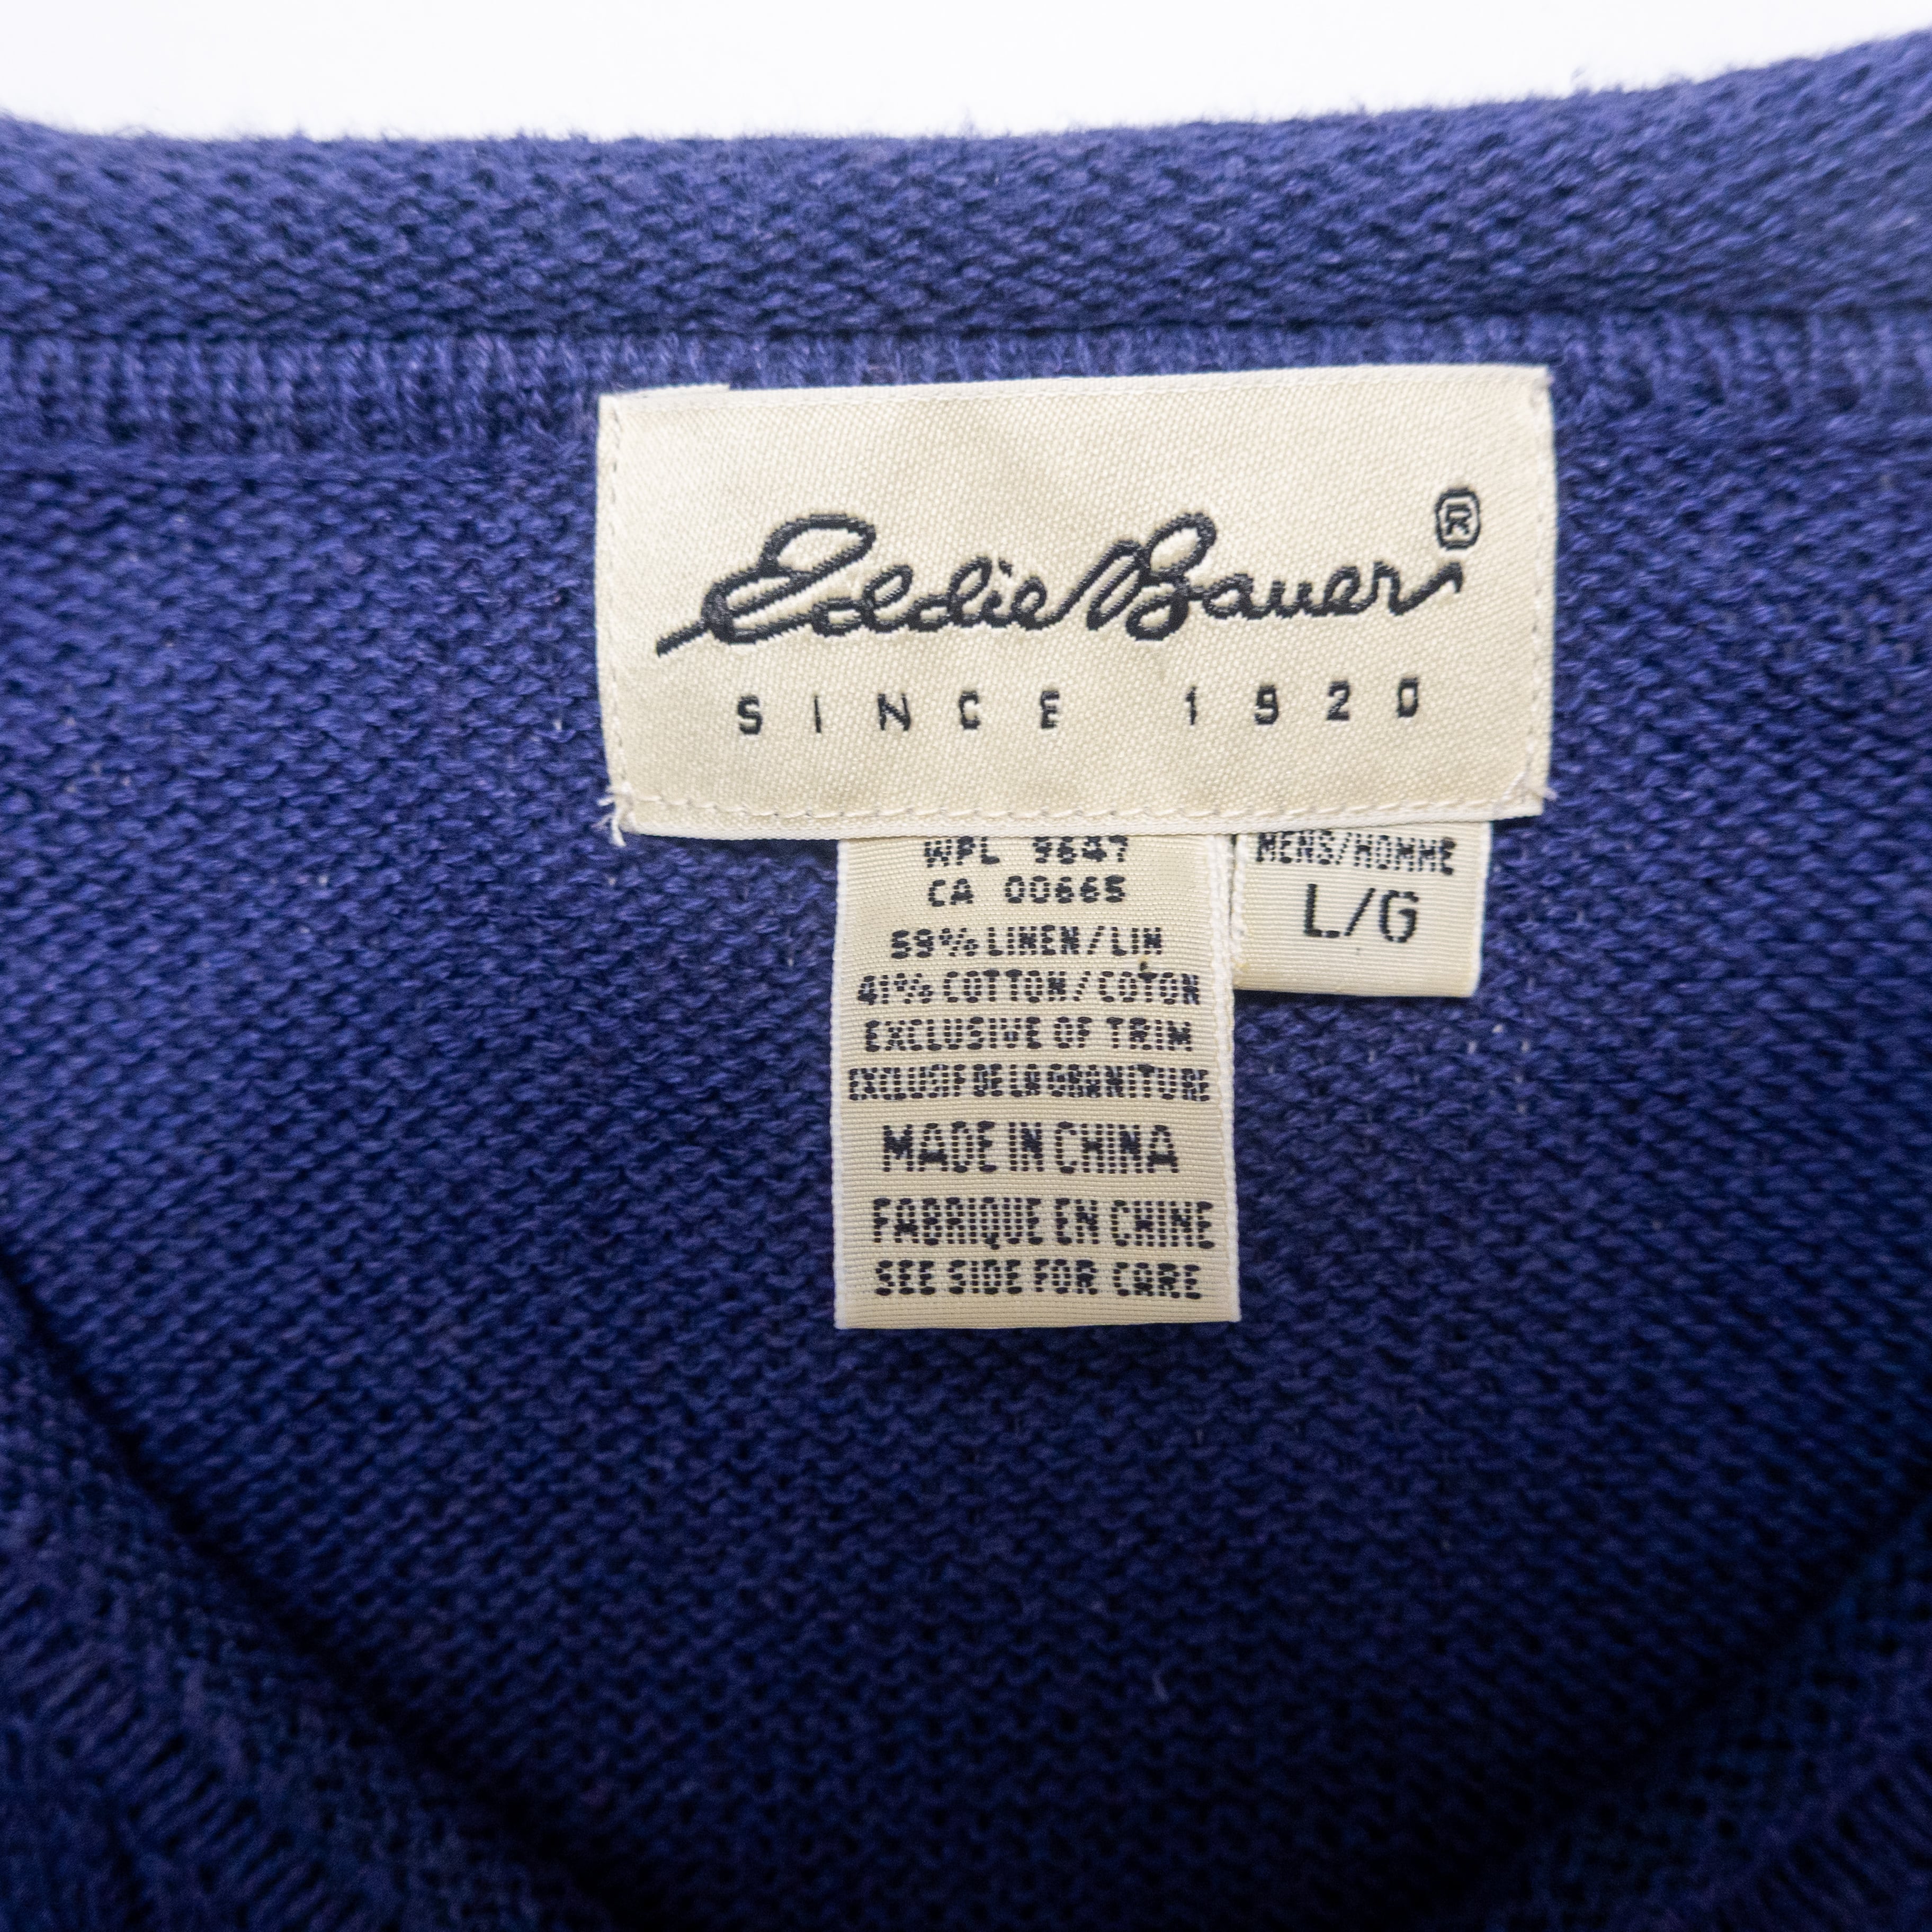 Eddie Bauer®
SINCE 1920
WPL 9647
CA 00665
59% LINEN/LIN
41% COTTON/COTON
EXCLUSIVE OF TRIM
EXCLUSIF DE LA GBANITURE
MADE IN CHINA
FABRIQUE EN CHINE
SEE SIDE FOR CARE
MENS/HOMME
L/G